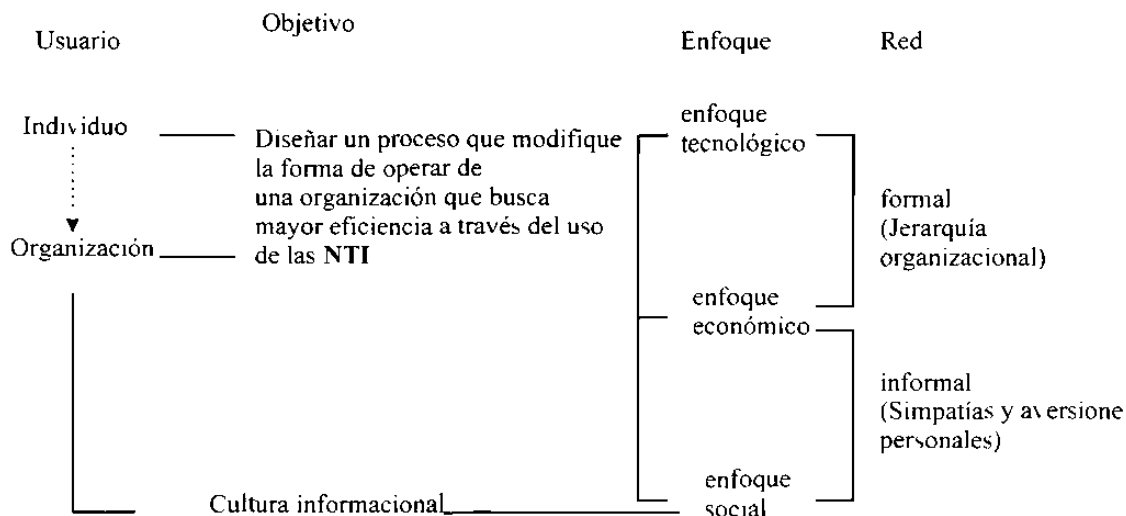 Usuario
Objetivo
Enfoque
Red
Individuo
Organización
Diseñar un proceso que modifique
la forma de operar de
una organización que busca
mayor eficiencia a través del uso
de las NTI
enfoque
tecnológico
enfoque
económico
enfoque
social
formal
(Jerarquía
organizacional)
informal
(Simpatías y aversione
personales)
Cultura informacional